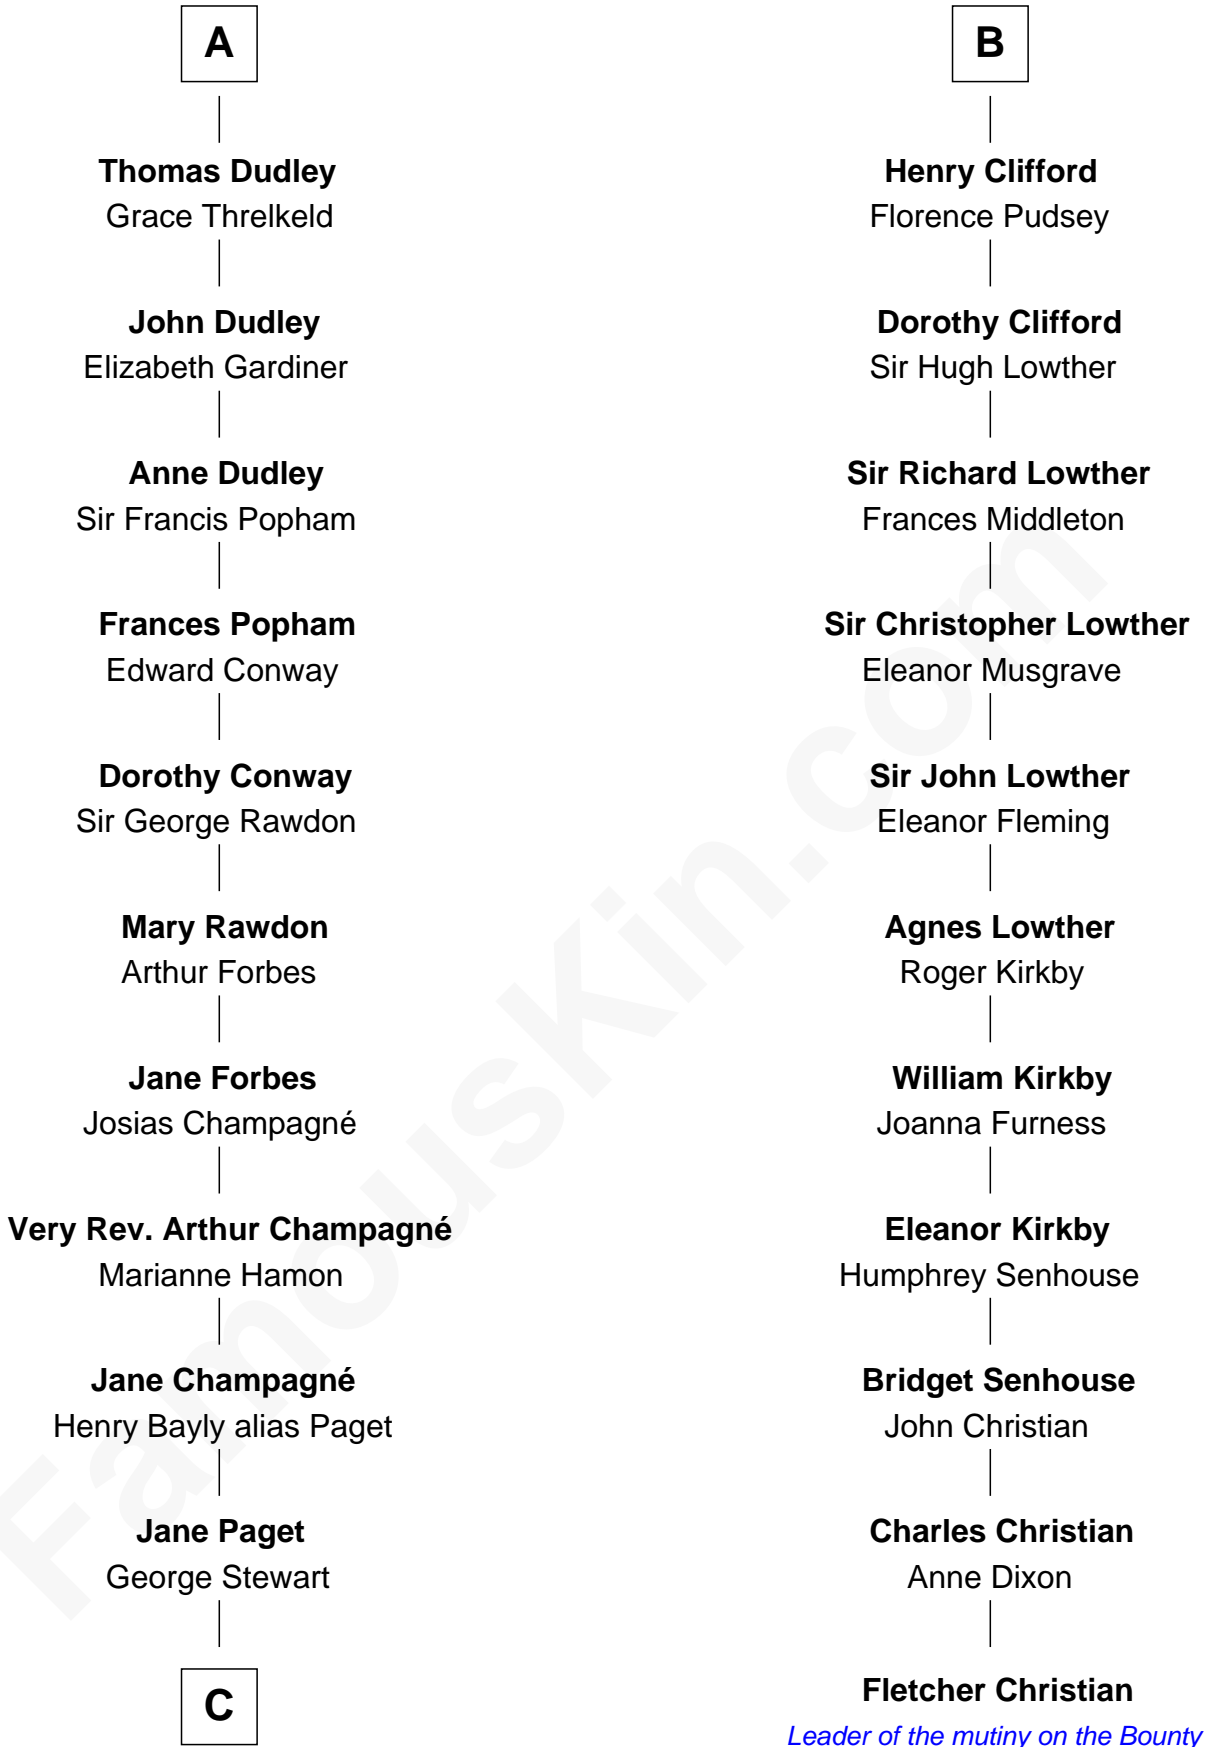 A
Thomas Dudley
Grace Threlkeld
John Dudley
Elizabeth Gardiner
Anne Dudley
Sir Francis Popham
Frances Popham
Edward Conway
Dorothy Conway
Sir George Rawdon
Mary Rawdon
Arthur Forbes
Jane Forbes
Josias Champagné
Very Rev. Arthur Champagné
Marianne Hamon
Jane Champagné
Henry Bayly alias Paget
Jane Paget
George Stewart
C
B
Henry Clifford
Florence Pudsey
Dorothy Clifford
Sir Hugh Lowther
Sir Richard Lowther
Frances Middleton
Sir Christopher Lowther
Eleanor Musgrave
Sir John Lowther
Eleanor Fleming
Agnes Lowther
Roger Kirkby
William Kirkby
Joanna Furness
Eleanor Kirkby
Humphrey Senhouse
Bridget Senhouse
John Christian
Charles Christian
Anne Dixon
Fletcher Christian
Leader of the mutiny on the Bounty
FamousKin.com